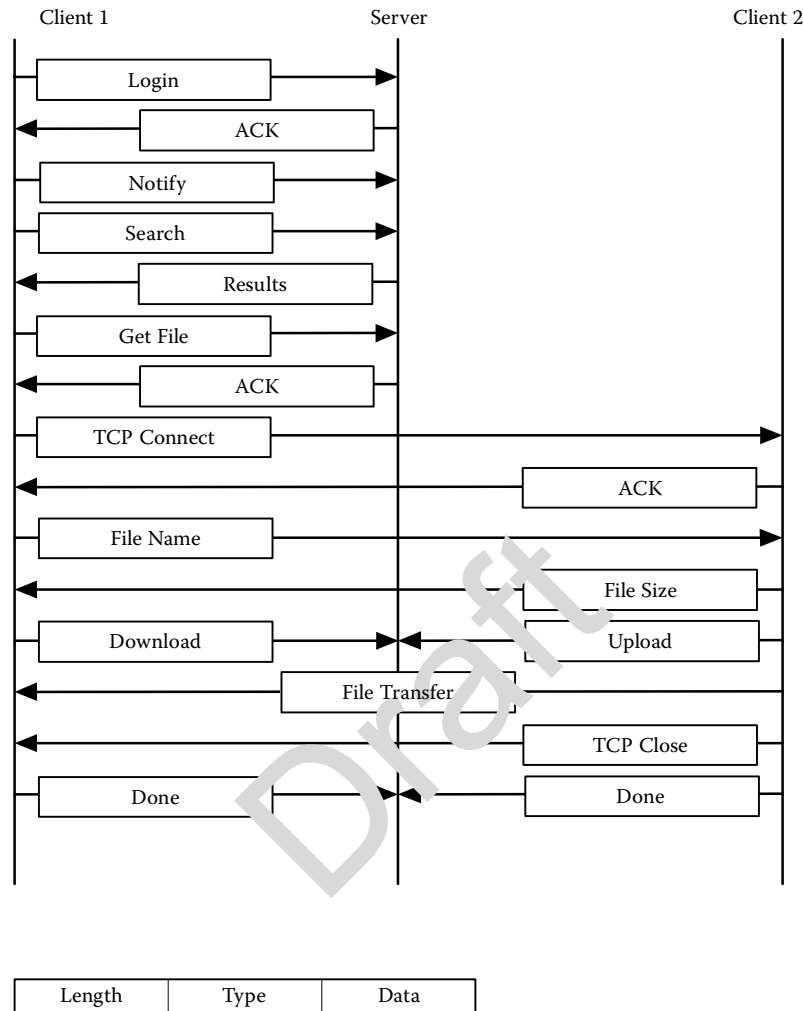 Client 1 Server Client 2
Login
ACK
Notify
Search
Results
Get File
ACK
TCP Connect
ACK
File Name
File Size
Download Upload
File Transfer
TCP Close
Done Done
Draft
Length Type Data